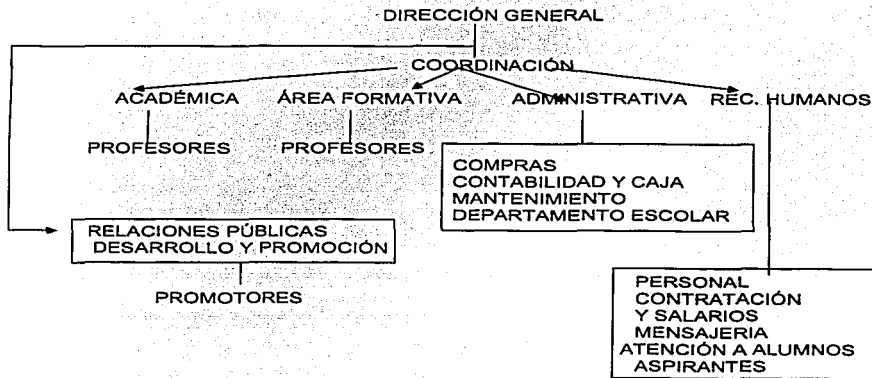 DIRECCIÓN GENERAL
COORDINACIÓN
ACADÉMICA
ÁREA FORMATIVA
ADMINISTRATIVA
REC. HUMANOS
PROFESORES
PROFESORES
COMPRAS
CONTABILIDAD Y CAJA
MANTENIMIENTO
DEPARTAMENTO ESCOLAR
RELACIONES PÚBLICAS
DESARROLLO Y PROMOCIÓN
PROMOTORES
PERSONAL
CONTRATACIÓN
Y SALARIOS
MENSAJERIA
ATENCIÓN A ALUMNOS
ASPIRANTES